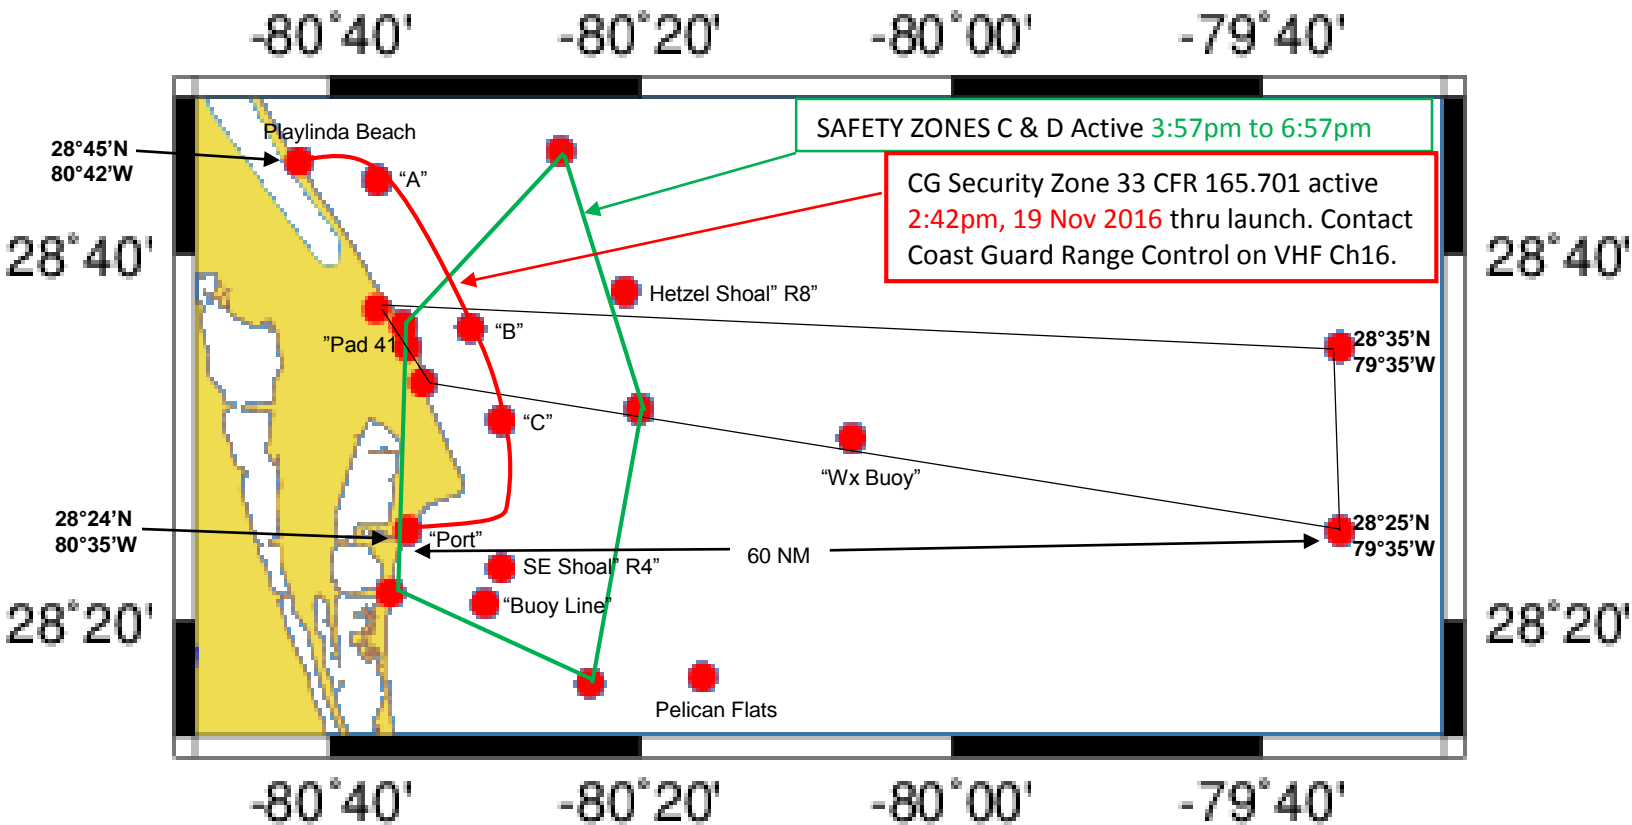 -80°40' -80°20' -80°00' -79°40'
SAFETY ZONES C & D Active 3:57pm to 6:57pm
Playlinda Beach
28°45’N
80°42’W
“A”
CG Security Zone 33 CFR 165.701 active
2:42pm, 19 Nov 2016 thru launch. Contact
Coast Guard Range Control on VHF Ch16.
28°40' 28°40'
Hetzel Shoal” R8”
“B”
”Pad 41
28°35’N
79°35’W
“C”
“Wx Buoy”
28°24’N
80°35’W
“Port”
28°25’N
79°35’W
60 NM
SE Shoal” R4”
“Buoy Line”
28°20' 28°20'
Pelican Flats
-80°40' -80°20' -80°00' -79°40'